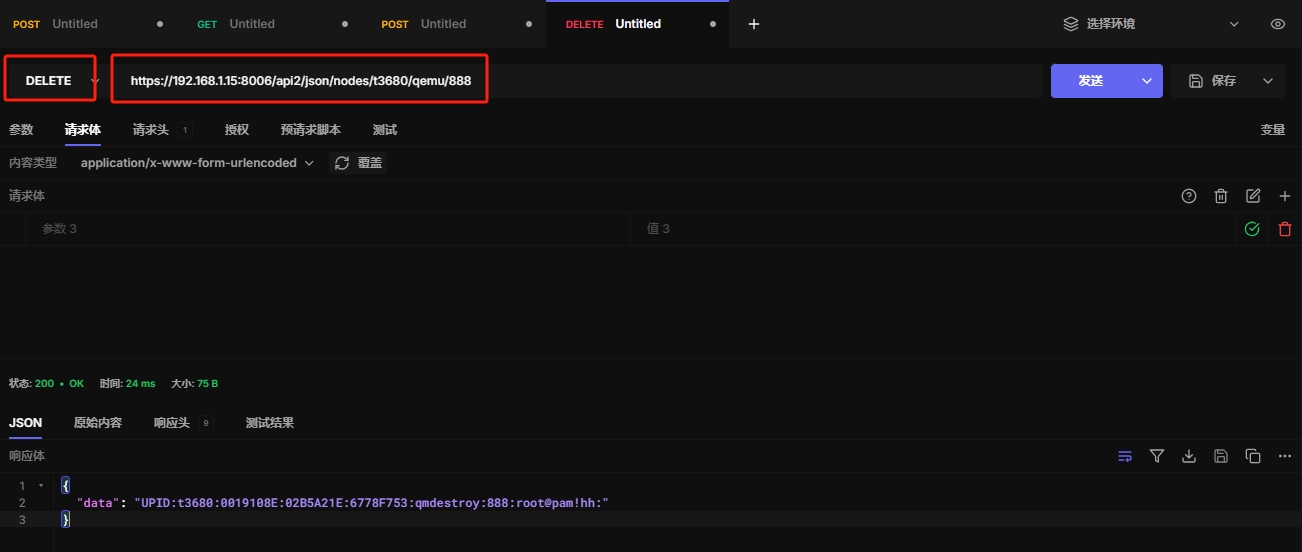 POST Untitled GET Untitled POST Untitled DELETE Untitled 选择环境
DELETE https://192.168.1.15:8006/api2/json/nodes/t3680/qemu/888 发送 保存
参数 请求体 请求头 1 授权 预请求脚本 测试 变量
内容类型 application/x-www-form-urlencoded 覆盖
请求体
参数 3 值 3
状态: 200 • OK 时间: 24 ms 大小: 75 B
JSON 原始内容 响应头 9 测试结果
响应体
1 {
2 "data": "UPID:t3680:0019108E:02B5A21E:6778F753:qmdestroy:888:root@pam!hh:"
3 }